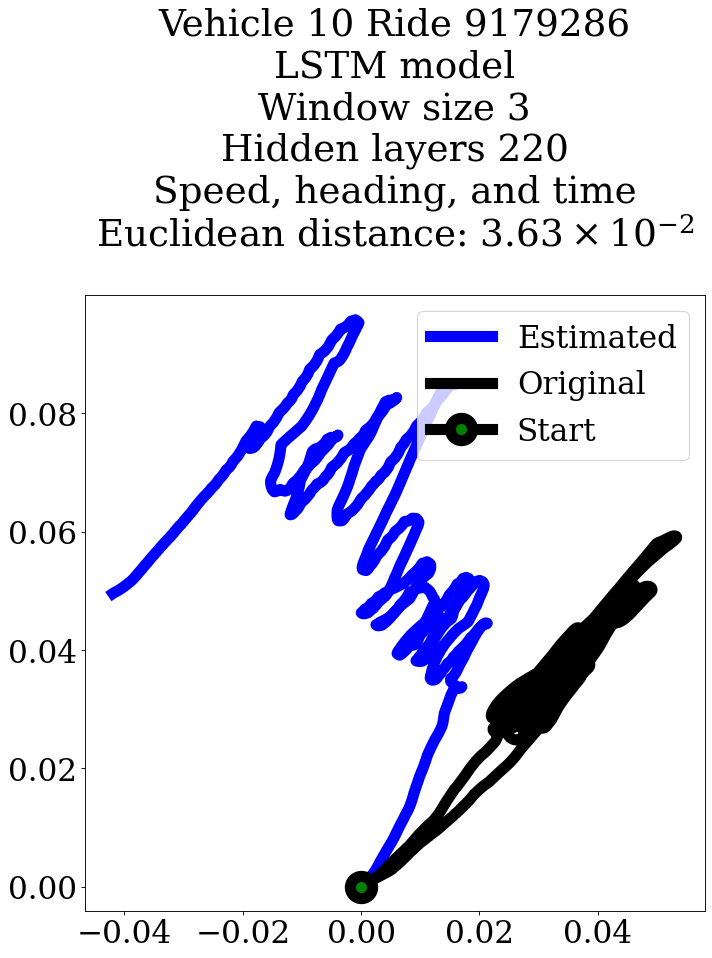 Vehicle 10 Ride 9179286
LSTM model
Window size 3
Hidden layers 220
Speed, heading, and time
Euclidean distance: 3.63 × 10⁻²
Estimated
Original
Start
0.08
0.06
0.04
0.02
0.00
−0.04 −0.02 0.00 0.02 0.04